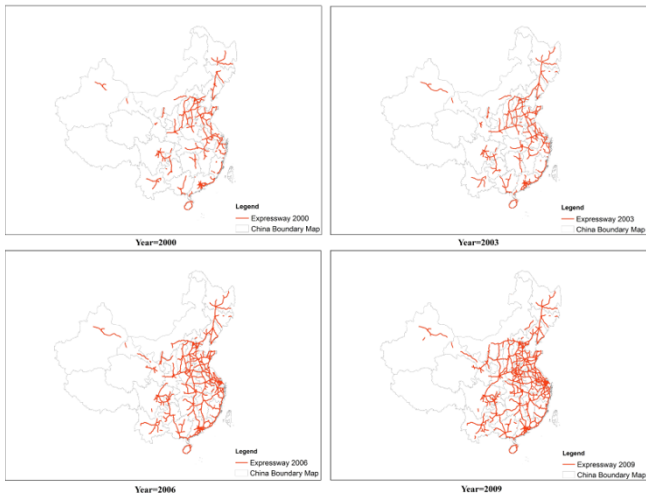 Legend
Expressway 2000
China Boundary Map
Year=2000
Legend
Expressway 2003
China Boundary Map
Year=2003
Legend
Expressway 2006
China Boundary Map
Year=2006
Legend
Expressway 2009
China Boundary Map
Year=2009